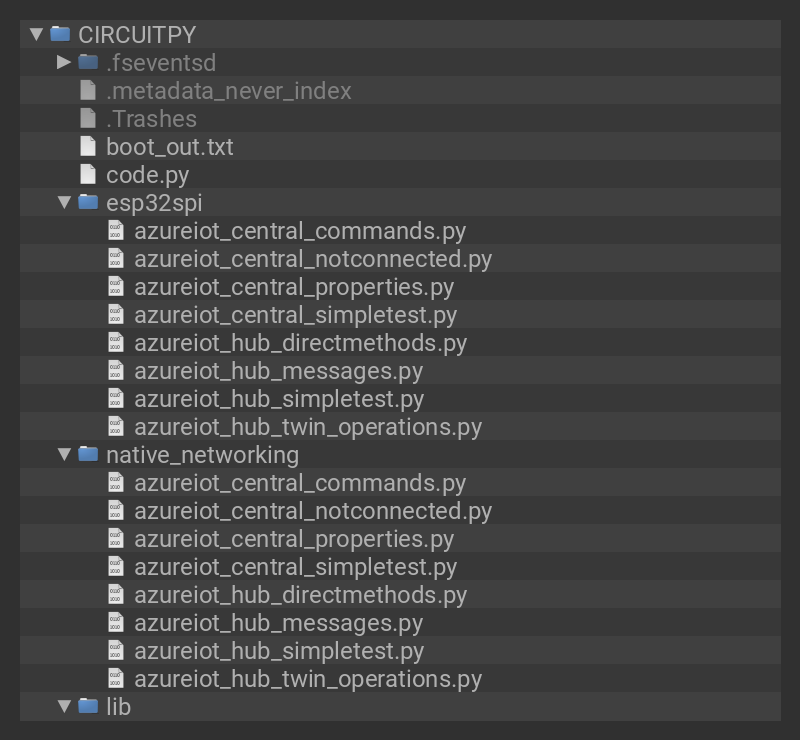 CIRCUITPY
.fseventsd
.metadata_never_index
.Trashes
boot_out.txt
code.py
esp32spi
azureiot_central_commands.py
azureiot_central_notconnected.py
azureiot_central_properties.py
azureiot_central_simpletest.py
azureiot_hub_directmethods.py
azureiot_hub_messages.py
azureiot_hub_simpletest.py
azureiot_hub_twin_operations.py
native_networking
azureiot_central_commands.py
azureiot_central_notconnected.py
azureiot_central_properties.py
azureiot_central_simpletest.py
azureiot_hub_directmethods.py
azureiot_hub_messages.py
azureiot_hub_simpletest.py
azureiot_hub_twin_operations.py
lib